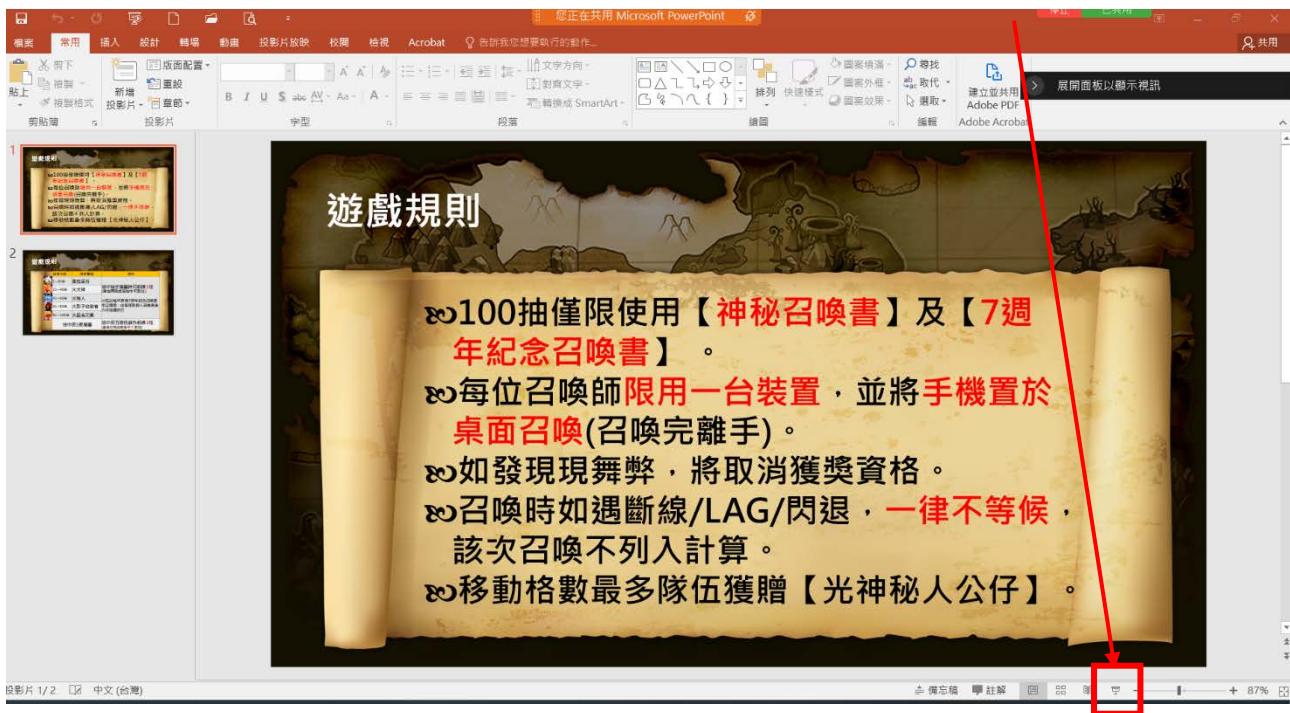 您正在共用 Microsoft PowerPoint
檔案 常用 插入 設計 轉場 動畫 投影片放映 校閱 檢視 Acrobat 告訴我您想要執行的動作... 共用
剪下
複製
複製格式
貼上
剪貼簿
新增
投影片
版面配置
重設
章節
投影片
B I U S abc AV Aa A
字型
文字方向
對齊文字
轉換成 SmartArt
段落
排列
快速樣式
圖案填滿
圖案外框
圖案效果
繪圖
尋找
取代
選取
編輯
建立並共用
Adobe PDF
Adobe Acrobat
展開面板以顯示視訊
1
2
遊戲規則
100抽僅限使用【神秘召喚書】及【7週
年紀念召喚書】 。
每位召喚師限用一台裝置，並將手機置於
桌面召喚(召喚完離手)。
如發現現舞弊，將取消獲獎資格。
召喚時如遇斷線/LAG/閃退，一律不等候，
該次召喚不列入計算。
移動格數最多隊伍獲贈【光神秘人公仔】。
投影片 1/2 中文 (台灣) 備忘稿 註解 87%